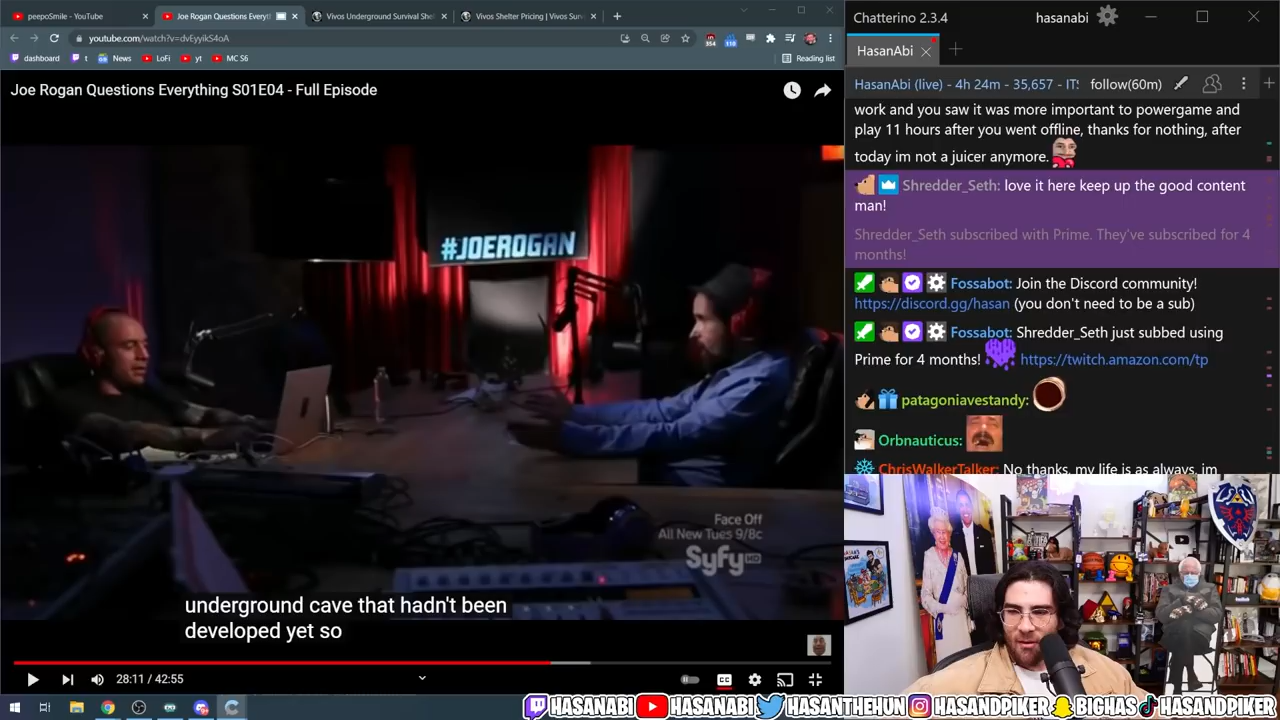 peepoSmile - YouTube
Joe Rogan Questions Everyth
Vivos Underground Survival She
Vivos Shelter Pricing | Vivos Sur
youtube.com/watch?v=dvEyyikS4oA
354
118
dashboard
t
News
LoFi
yt
MC S6
Reading list
Joe Rogan Questions Everything S01E04 - Full Episode
#JOEROGAN
Face Off
All New Tues 9/8c
Syfy HD
underground cave that hadn't been
developed yet so
28:11 / 42:55
Chatterino 2.3.4
hasanabi
HasanAbi
HasanAbi (live) - 4h 24m - 35,657 - IT'S
follow(60m)
work and you saw it was more important to powergame and
play 11 hours after you went offline, thanks for nothing, after
today im not a juicer anymore.
Shredder_Seth: love it here keep up the good content
man!
Shredder_Seth subscribed with Prime. They've subscribed for 4
months!
Fossabot: Join the Discord community!
https://discord.gg/hasan (you don't need to be a sub)
Fossabot: Shredder_Seth just subbed using
Prime for 4 months! https://twitch.amazon.com/tp
patagoniavestandy:
Orbnauticus:
ChrisWalkerTalker: No thanks, my life is as always, im
HASANABI
HASANABI
HASANTHEHUN
HASANDPIKER
BIGHAS
HASANDPIKER